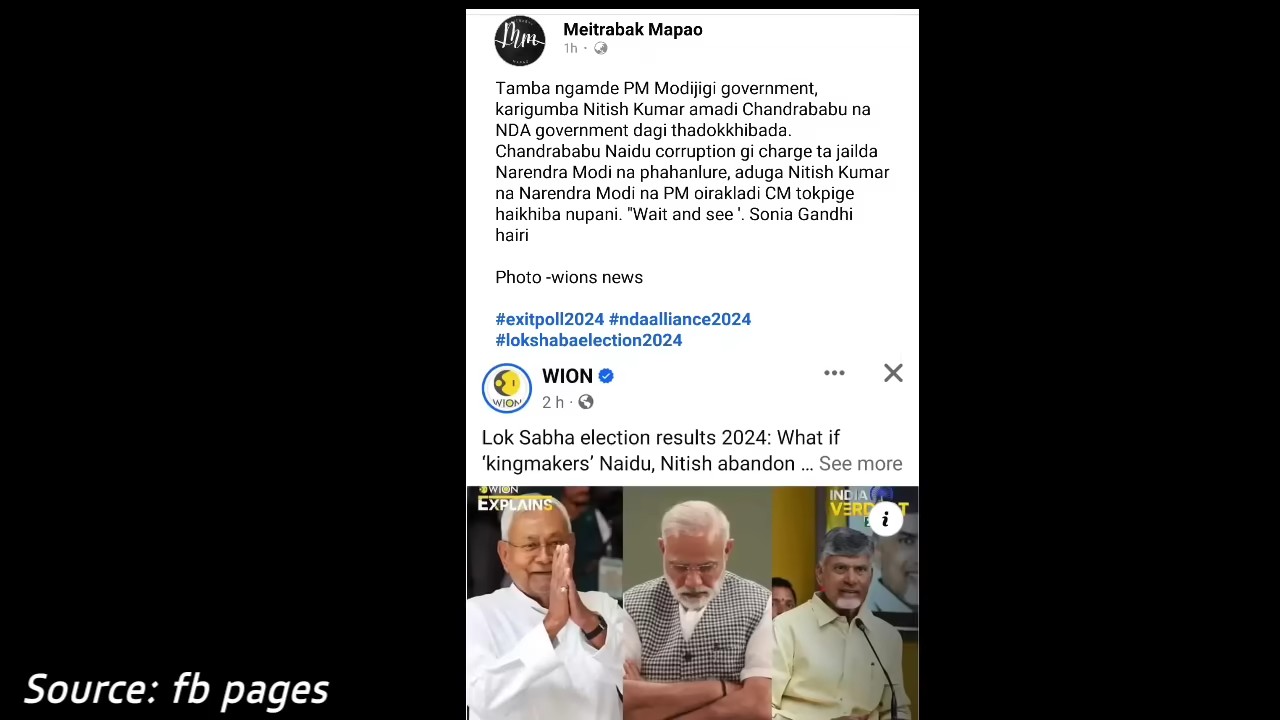 Meitrabak Mapao
1h ·
Tamba ngamde PM Modijigi government,
karigumba Nitish Kumar amadi Chandrababu na
NDA government dagi thadokkhibada.
Chandrababu Naidu corruption gi charge ta jailda
Narendra Modi na phahanlure, aduga Nitish Kumar
na Narendra Modi na PM oirakladi CM tokpige
haikhiba nupani. "Wait and see '. Sonia Gandhi
hairi
Photo -wions news
#exitpoll2024 #ndaalliance2024
#lokshabaelection2024
WION
WION
2 h ·
Lok Sabha election results 2024: What if
‘kingmakers’ Naidu, Nitish abandon ... See more
WION
EXPLAINS
INDIA
i
Source: fb pages